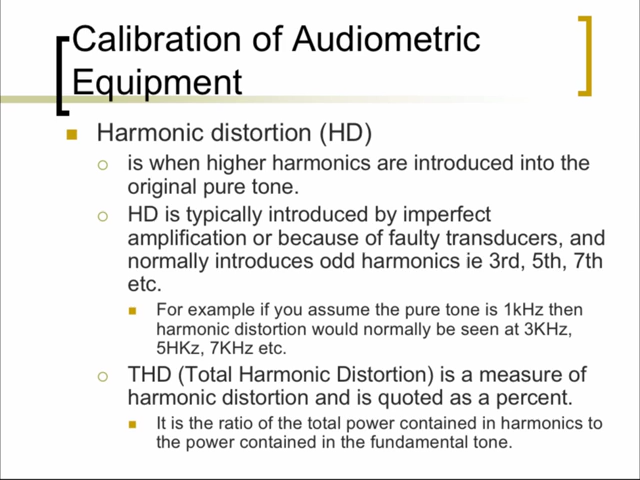 Calibration of Audiometric
Equipment
Harmonic distortion (HD)
is when higher harmonics are introduced into the
original pure tone.
HD is typically introduced by imperfect
amplification or because of faulty transducers, and
normally introduces odd harmonics ie 3rd, 5th, 7th
etc.
For example if you assume the pure tone is 1kHz then
harmonic distortion would normally be seen at 3KHz,
5HKz, 7KHz etc.
THD (Total Harmonic Distortion) is a measure of
harmonic distortion and is quoted as a percent.
It is the ratio of the total power contained in harmonics to
the power contained in the fundamental tone.